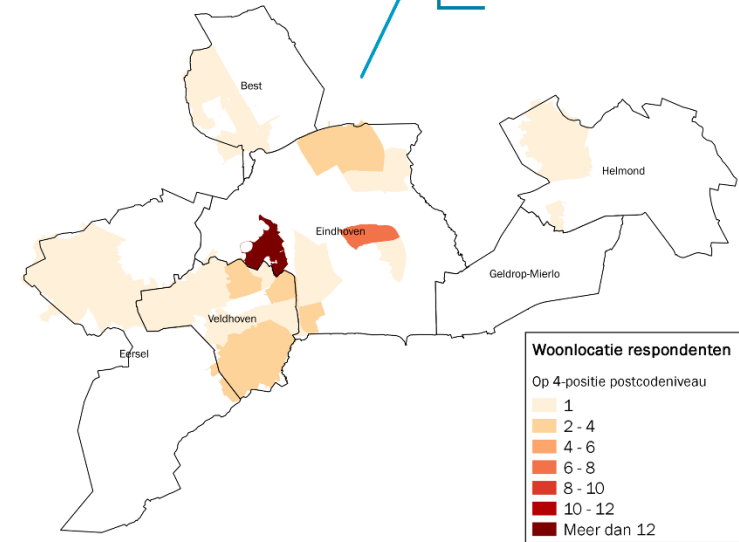 Best
Helmond
Eindhoven
Geldrop-Mierlo
Veldhoven
Eersel
Woonlocatie respondenten
Op 4-positie postcodeniveau
1
2 - 4
4 - 6
6 - 8
8 - 10
10 - 12
Meer dan 12